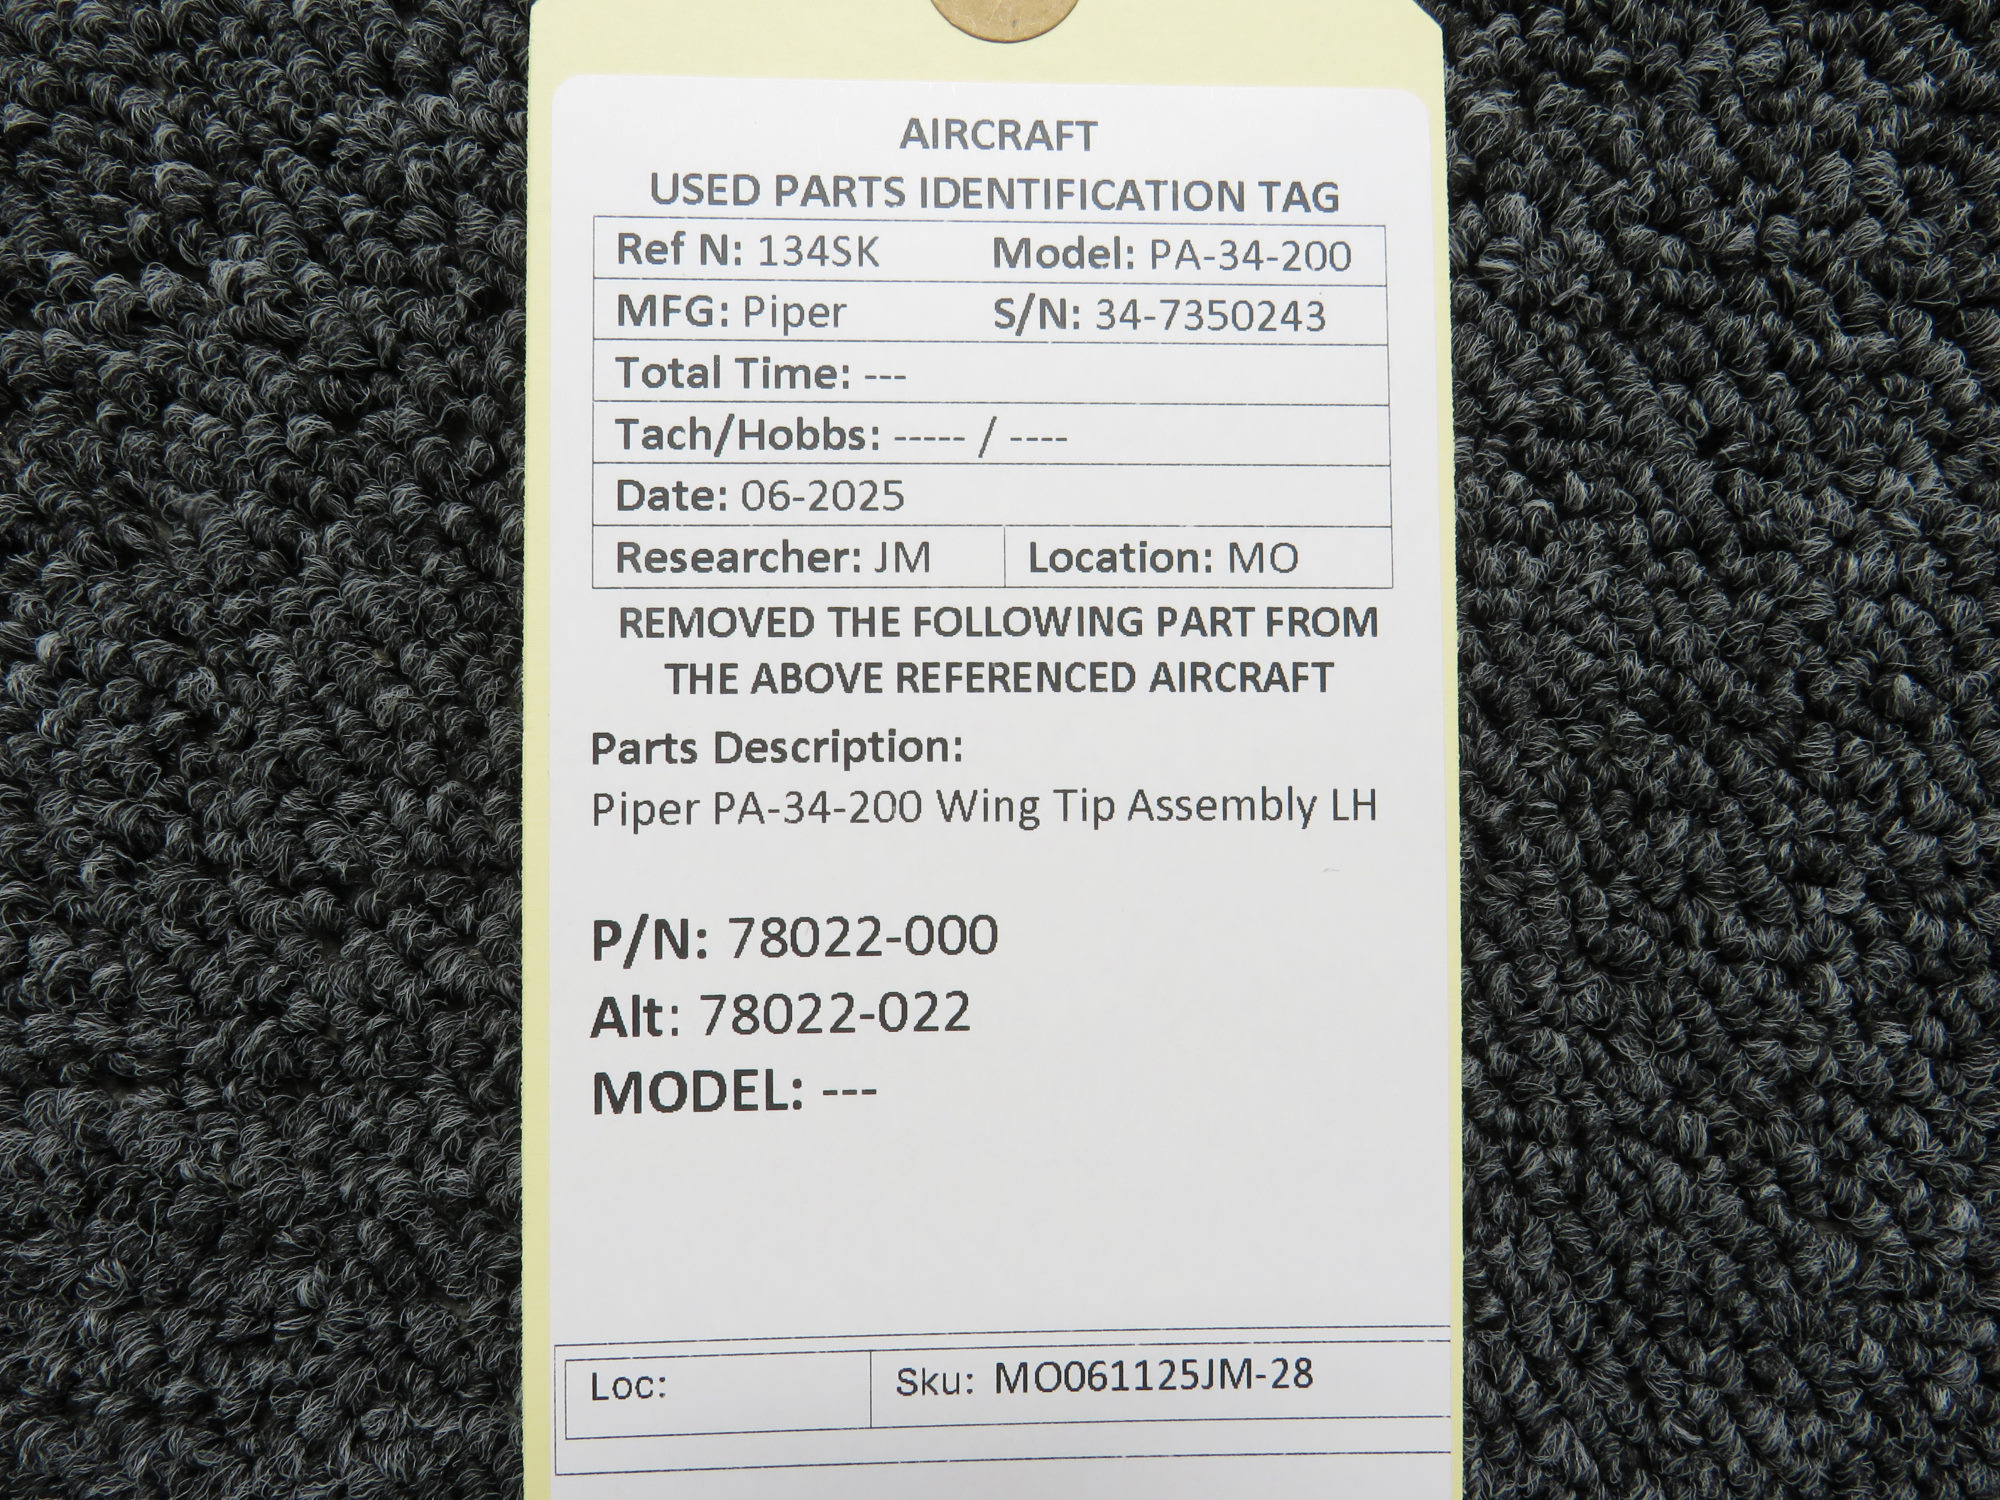 AIRCRAFT
USED PARTS IDENTIFICATION TAG
Ref N: 134SK Model: PA-34-200
MFG: Piper S/N: 34-7350243
Total Time: ---
Tach/Hobbs: ----- / ----
Date: 06-2025
Researcher: JM Location: MO
REMOVED THE FOLLOWING PART FROM
THE ABOVE REFERENCED AIRCRAFT
Parts Description:
Piper PA-34-200 Wing Tip Assembly LH
P/N: 78022-000
Alt: 78022-022
MODEL: ---
Loc: Sku: MO061125JM-28